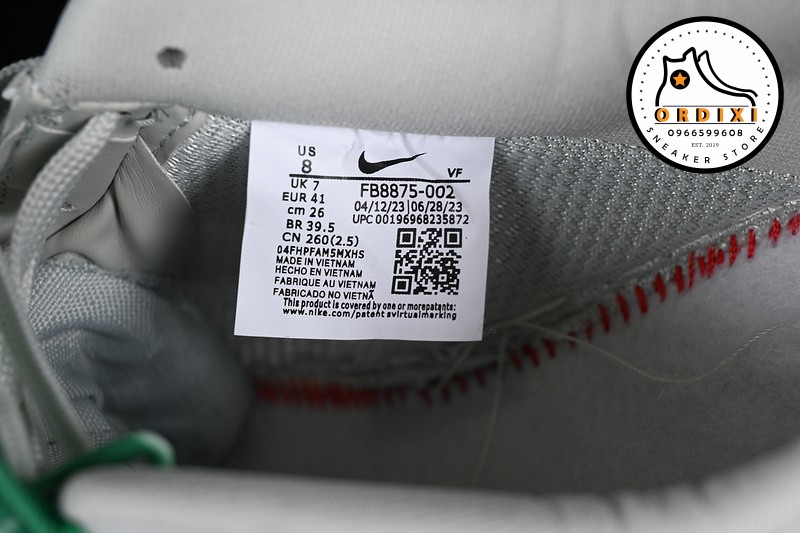 US
8
VF
UK 7
FB8875-002
EUR 41
04/12/23|06/28/23
cm 26
UPC 00196968235872
BR 39.5
CN 260(2.5)
04FHPFAM5MXHS
MADE IN VIETNAM
HECHO EN VIETNAM
FABRIQUE AU VIETNAM
FABRICADO NO VIETNÃ
This product is covered by one or morepatents:
www.nike.com/patentsvirtualmarking
ORDIXI
0966599608
EST. 2019
SNEAKER STORE